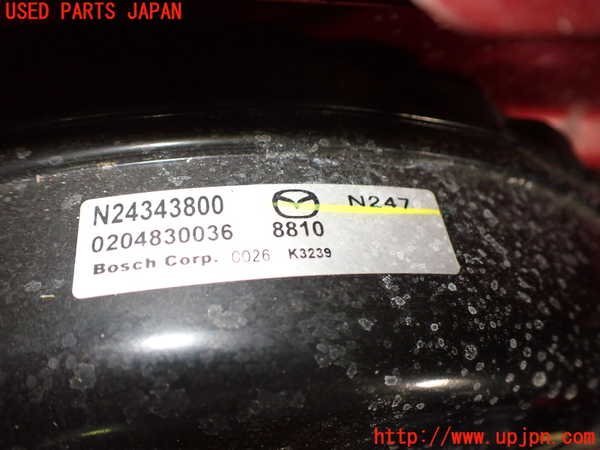 USED PARTS JAPAN
N24343800 N247
0204830036 8810
Bosch Corp. 0026 K3239
http://www.upjpn.com/